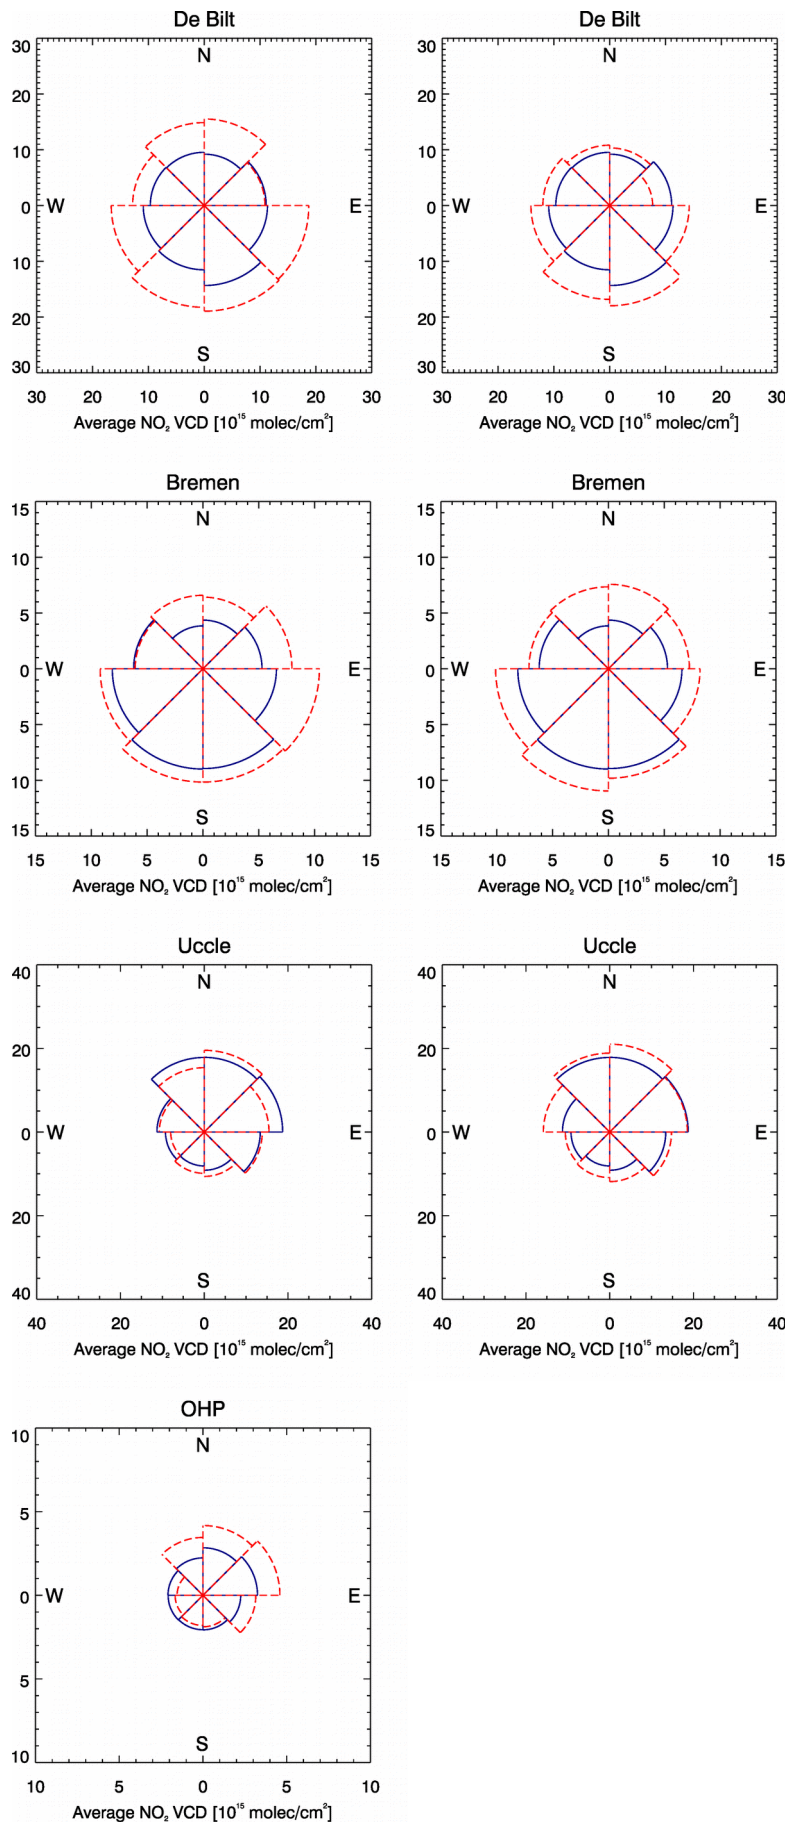 De Bilt
De Bilt
30
N
20
10
W 0 E
10
20
S
30
30 20 10 0 10 20 30
Average NO₂ VCD [10¹⁵ molec/cm²]
30
N
20
10
W 0 E
10
20
S
30
30 20 10 0 10 20 30
Average NO₂ VCD [10¹⁵ molec/cm²]
Bremen
Bremen
15
N
10
5
W 0 E
5
10
S
15
15 10 5 0 5 10 15
Average NO₂ VCD [10¹⁵ molec/cm²]
15
N
10
5
W 0 E
5
10
S
15
15 10 5 0 5 10 15
Average NO₂ VCD [10¹⁵ molec/cm²]
Uccle
Uccle
40
N
20
0 W E
20
S
40
40 20 0 20 40
Average NO₂ VCD [10¹⁵ molec/cm²]
40
N
20
0 W E
20
S
40
40 20 0 20 40
Average NO₂ VCD [10¹⁵ molec/cm²]
OHP
10
N
5
0 W E
5
S
10
10 5 0 5 10
Average NO₂ VCD [10¹⁵ molec/cm²]